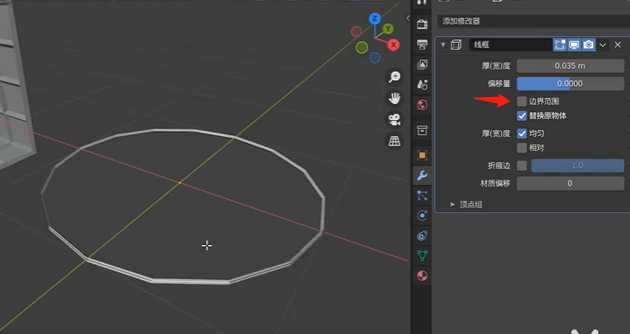 添加修改器
Z
Y
X
线框
厚(宽)度 0.035 m
偏移量 0.0000
边界范围
替换原物体
厚(宽)度 均匀
相对
折痕边 1.0
材质偏移 0
顶点组